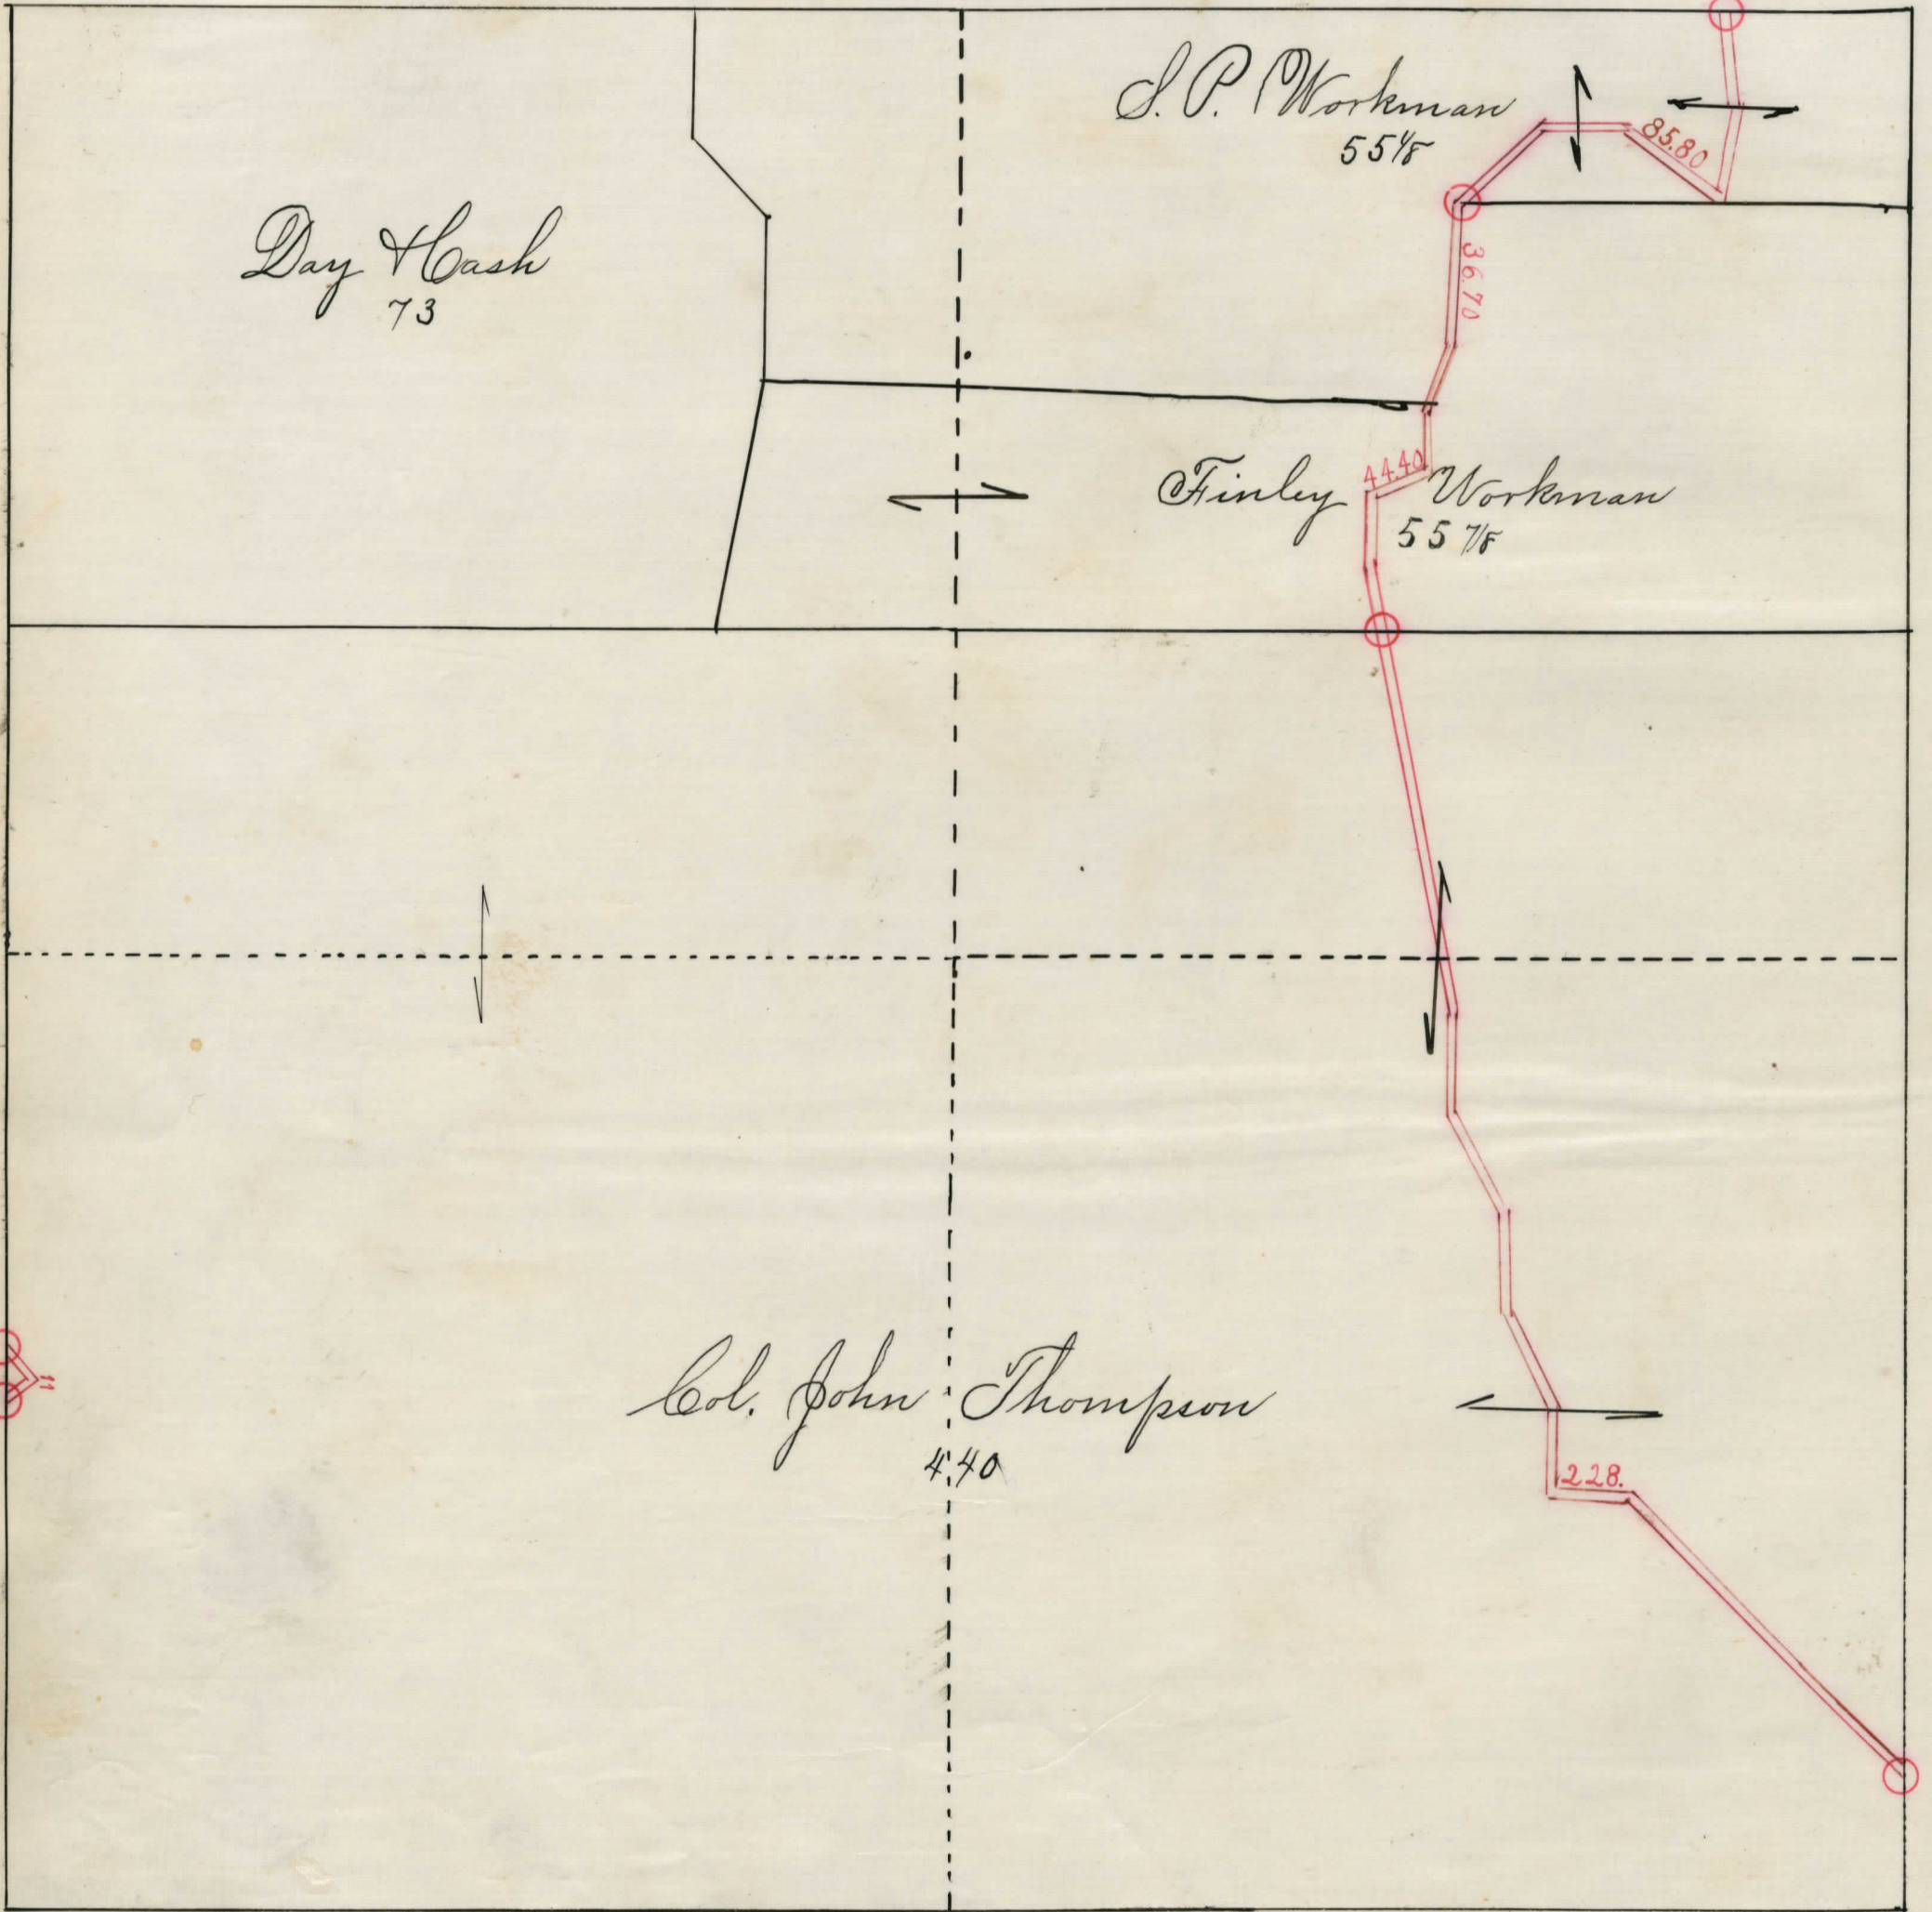 S. P. Workman
55 1/8
85.80
Day Hash
73
36.70
44.40
Finley Workman
55 7/8
Col. John Thompson
440
228.